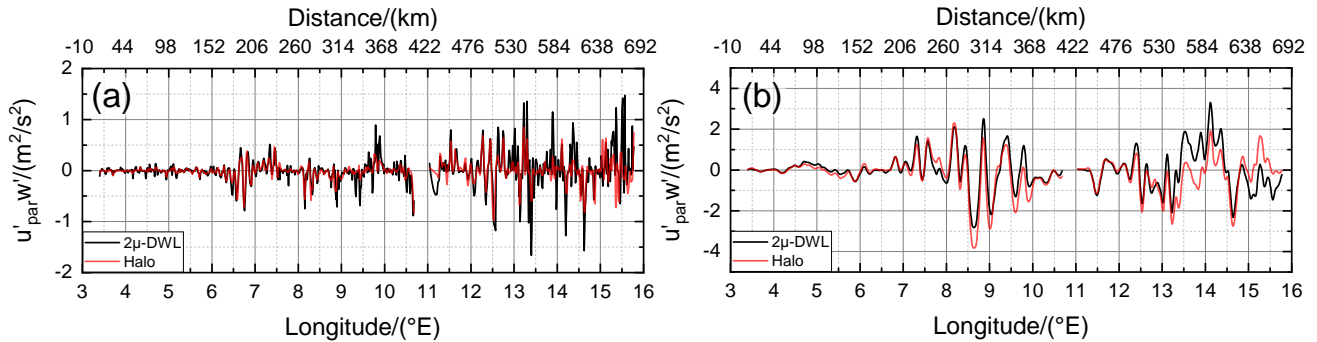 Distance/(km)
-10 44 98 152 206 260 314 368 422 476 530 584 638 692
(a)
2
1
0
-1
-2
u'parw'/(m²/s²)
2μ-DWL
Halo
3 4 5 6 7 8 9 10 11 12 13 14 15 16
Longitude/(°E)
Distance/(km)
-10 44 98 152 206 260 314 368 422 476 530 584 638 692
(b)
4
2
0
-2
-4
u'parw'/(m²/s²)
2μ-DWL
Halo
3 4 5 6 7 8 9 10 11 12 13 14 15 16
Longitude/(°E)